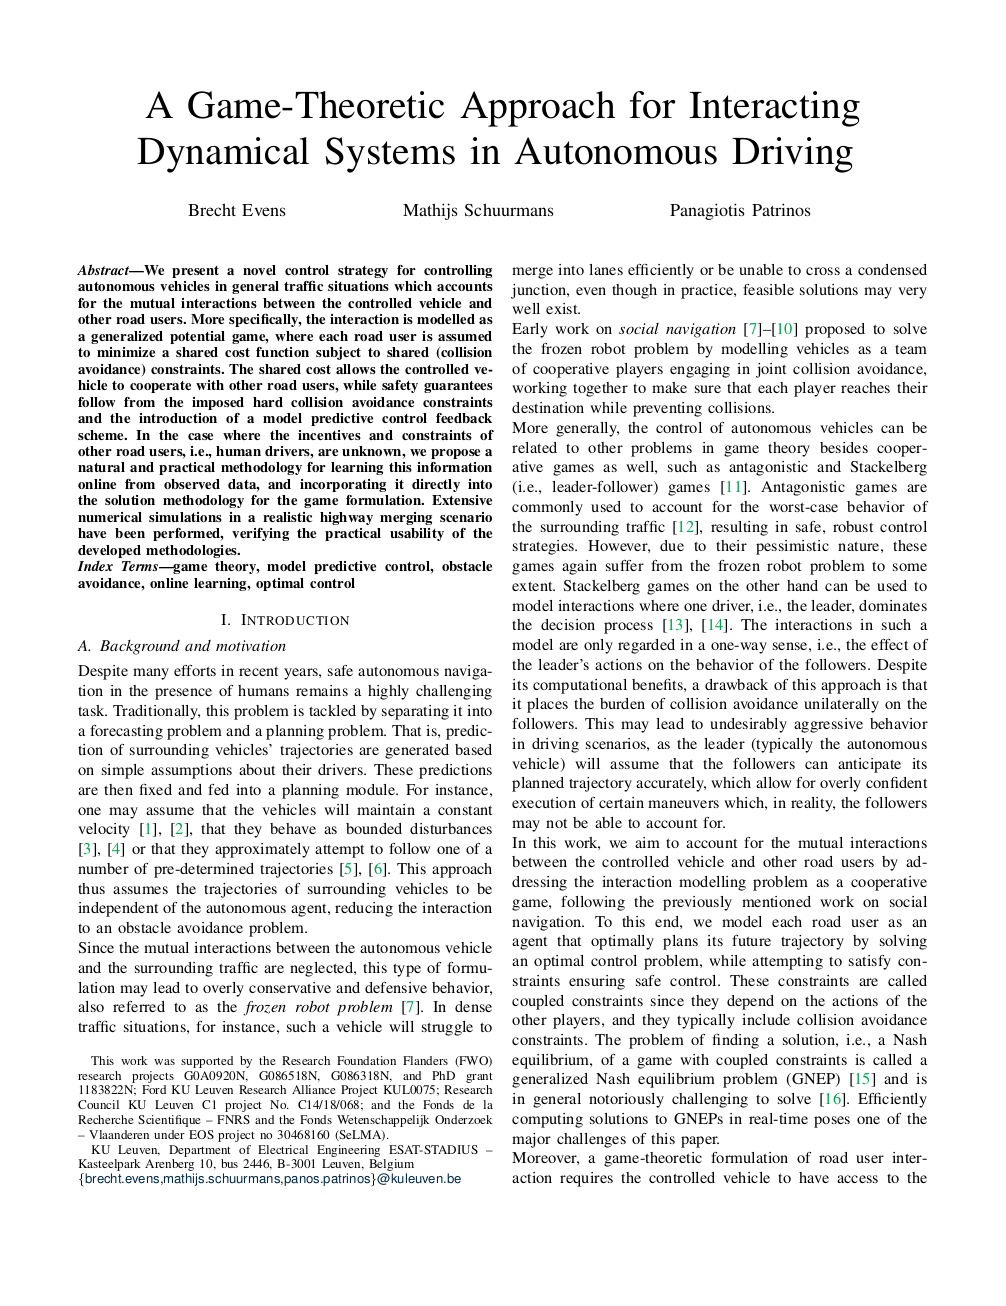 A Game-Theoretic Approach for Interacting
Dynamical Systems in Autonomous Driving
Brecht Evens Mathijs Schuurmans Panagiotis Patrinos
Abstract—We present a novel control strategy for controlling
autonomous vehicles in general traffic situations which accounts
for the mutual interactions between the controlled vehicle and
other road users. More specifically, the interaction is modelled as
a generalized potential game, where each road user is assumed
to minimize a shared cost function subject to shared (collision
avoidance) constraints. The shared cost allows the controlled ve-
hicle to cooperate with other road users, while safety guarantees
follow from the imposed hard collision avoidance constraints
and the introduction of a model predictive control feedback
scheme. In the case where the incentives and constraints of
other road users, i.e., human drivers, are unknown, we propose a
natural and practical methodology for learning this information
online from observed data, and incorporating it directly into
the solution methodology for the game formulation. Extensive
numerical simulations in a realistic highway merging scenario
have been performed, verifying the practical usability of the
developed methodologies.
Index Terms—game theory, model predictive control, obstacle
avoidance, online learning, optimal control
I. INTRODUCTION
A. Background and motivation
Despite many efforts in recent years, safe autonomous naviga-
tion in the presence of humans remains a highly challenging
task. Traditionally, this problem is tackled by separating it into
a forecasting problem and a planning problem. That is, predic-
tion of surrounding vehicles' trajectories are generated based
on simple assumptions about their drivers. These predictions
are then fixed and fed into a planning module. For instance,
one may assume that the vehicles will maintain a constant
velocity [1], [2], that they behave as bounded disturbances
[3], [4] or that they approximately attempt to follow one of a
number of pre-determined trajectories [5], [6]. This approach
thus assumes the trajectories of surrounding vehicles to be
independent of the autonomous agent, reducing the interaction
to an obstacle avoidance problem.
Since the mutual interactions between the autonomous vehicle
and the surrounding traffic are neglected, this type of formu-
lation may lead to overly conservative and defensive behavior,
also referred to as the frozen robot problem [7]. In dense
traffic situations, for instance, such a vehicle will struggle to
This work was supported by the Research Foundation Flanders (FWO)
research projects G0A0920N, G086518N, G086318N, and PhD grant
1183822N; Ford KU Leuven Research Alliance Project KUL0075; Research
Council KU Leuven C1 project No. C14/18/068; and the Fonds de la
Recherche Scientifique – FNRS and the Fonds Wetenschappelijk Onderzoek
– Vlaanderen under EOS project no 30468160 (SeLMA).
KU Leuven, Department of Electrical Engineering ESAT-STADIUS –
Kasteelpark Arenberg 10, bus 2446, B-3001 Leuven, Belgium
{brecht.evens,mathijs.schuurmans,panos.patrinos}@kuleuven.be
merge into lanes efficiently or be unable to cross a condensed
junction, even though in practice, feasible solutions may very
well exist.
Early work on social navigation [7]–[10] proposed to solve
the frozen robot problem by modelling vehicles as a team
of cooperative players engaging in joint collision avoidance,
working together to make sure that each player reaches their
destination while preventing collisions.
More generally, the control of autonomous vehicles can be
related to other problems in game theory besides cooper-
ative games as well, such as antagonistic and Stackelberg
(i.e., leader-follower) games [11]. Antagonistic games are
commonly used to account for the worst-case behavior of
the surrounding traffic [12], resulting in safe, robust control
strategies. However, due to their pessimistic nature, these
games again suffer from the frozen robot problem to some
extent. Stackelberg games on the other hand can be used to
model interactions where one driver, i.e., the leader, dominates
the decision process [13], [14]. The interactions in such a
model are only regarded in a one-way sense, i.e., the effect of
the leader's actions on the behavior of the followers. Despite
its computational benefits, a drawback of this approach is that
it places the burden of collision avoidance unilaterally on the
followers. This may lead to undesirably aggressive behavior
in driving scenarios, as the leader (typically the autonomous
vehicle) will assume that the followers can anticipate its
planned trajectory accurately, which allow for overly confident
execution of certain maneuvers which, in reality, the followers
may not be able to account for.
In this work, we aim to account for the mutual interactions
between the controlled vehicle and other road users by ad-
dressing the interaction modelling problem as a cooperative
game, following the previously mentioned work on social
navigation. To this end, we model each road user as an
agent that optimally plans its future trajectory by solving
an optimal control problem, while attempting to satisfy con-
straints ensuring safe control. These constraints are called
coupled constraints since they depend on the actions of the
other players, and they typically include collision avoidance
constraints. The problem of finding a solution, i.e., a Nash
equilibrium, of a game with coupled constraints is called a
generalized Nash equilibrium problem (GNEP) [15] and is
in general notoriously challenging to solve [16]. Efficiently
computing solutions to GNEPs in real-time poses one of the
major challenges of this paper.
Moreover, a game-theoretic formulation of road user inter-
action requires the controlled vehicle to have access to the